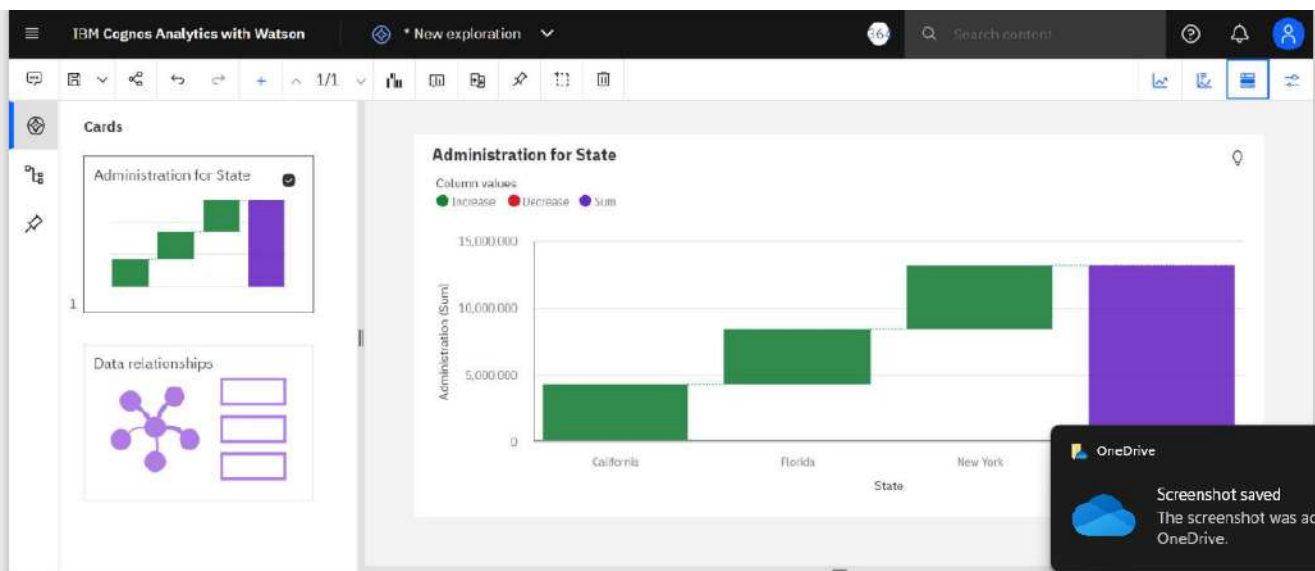 IBM Cognos Analytics with Watson
* New exploration
Search content
1/1
Cards
Administration for State
1
Data relationships
Administration for State
Column values
Increase Decrease Sum
15,000,000
10,000,000
5,000,000
0
Administration (Sum)
California Florida New York
State
OneDrive
Screenshot saved
The screenshot was
OneDrive.